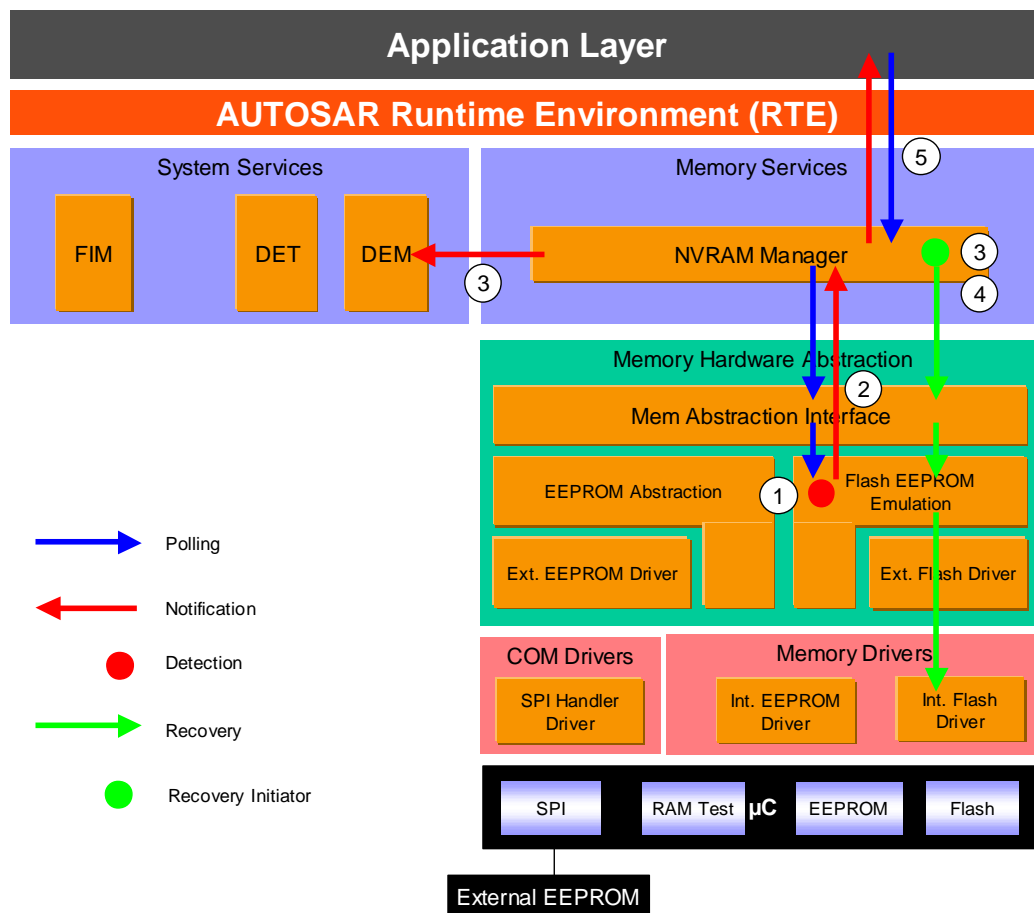 Application Layer
AUTOSAR Runtime Environment (RTE)
System Services
Memory Services
5
FIM
DET
DEM
3
NVRAM Manager
3
4
Memory Hardware Abstraction
2
Mem Abstraction Interface
EEPROM Abstraction
1
Flash EEPROM
Emulation
Ext. EEPROM Driver
Ext. Flash Driver
Polling
Notification
Detection
Recovery
Recovery Initiator
COM Drivers
SPI Handler
Driver
Memory Drivers
Int. EEPROM
Driver
Int. Flash
Driver
SPI
RAM Test
µC
EEPROM
Flash
External EEPROM